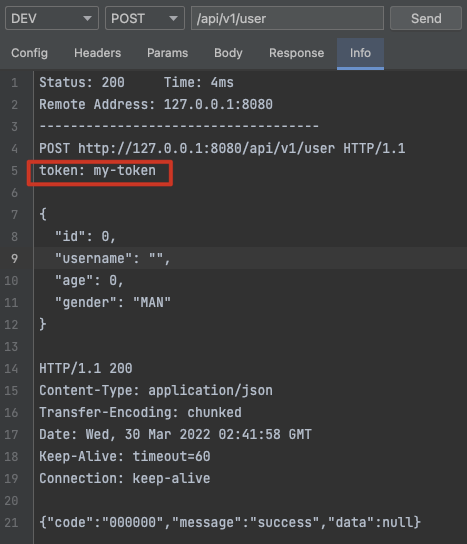 DEV POST /api/v1/user Send
Config Headers Params Body Response Info
1 Status: 200 Time: 4ms
2 Remote Address: 127.0.0.1:8080
3 ------------------------------------
4 POST http://127.0.0.1:8080/api/v1/user HTTP/1.1
5 token: my-token
6
7 {
8 "id": 0,
9 "username": "",
10 "age": 0,
11 "gender": "MAN"
12 }
13
14 HTTP/1.1 200
15 Content-Type: application/json
16 Transfer-Encoding: chunked
17 Date: Wed, 30 Mar 2022 02:41:58 GMT
18 Keep-Alive: timeout=60
19 Connection: keep-alive
20
21 {"code":"000000","message":"success","data":null}